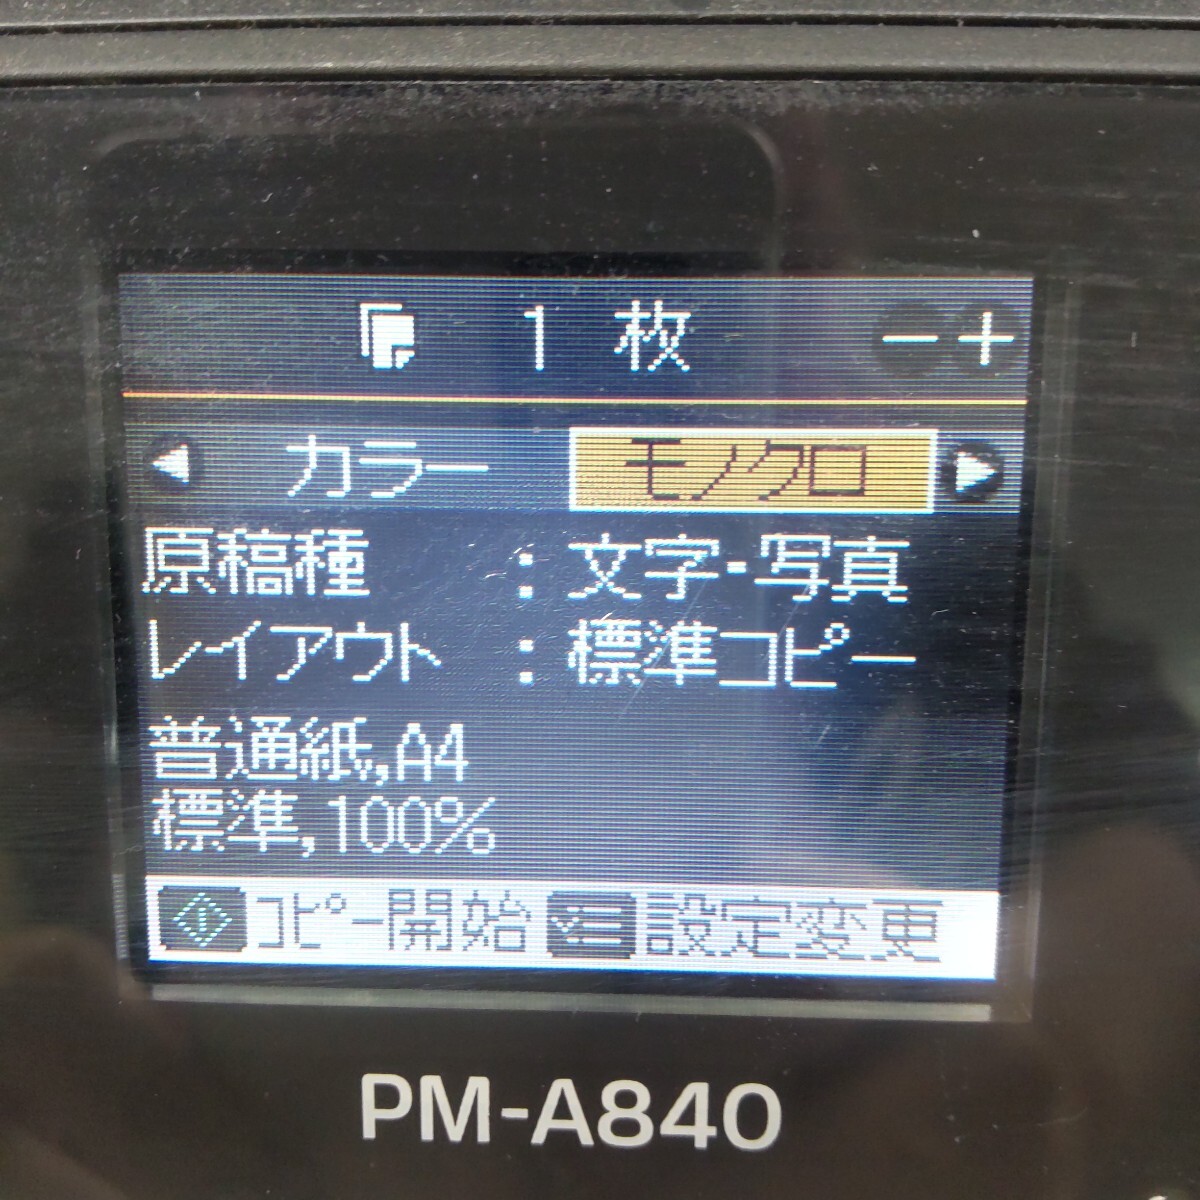 1 枚 － ＋
カラー モノクロ
原稿種 : 文字・写真
レイアウト : 標準コピー
普通紙,A4
標準,100%
コピー開始 設定変更
PM-A840